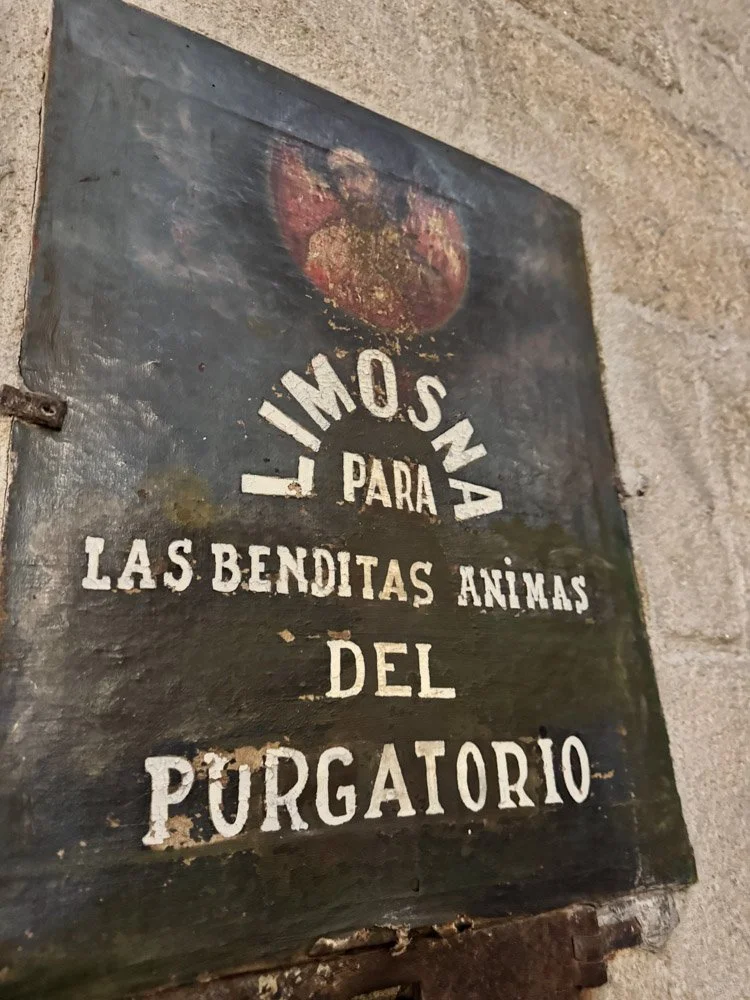 LIMOSNA
PARA
LAS BENDITAS ANiMAS
DEL
PURGATORIO